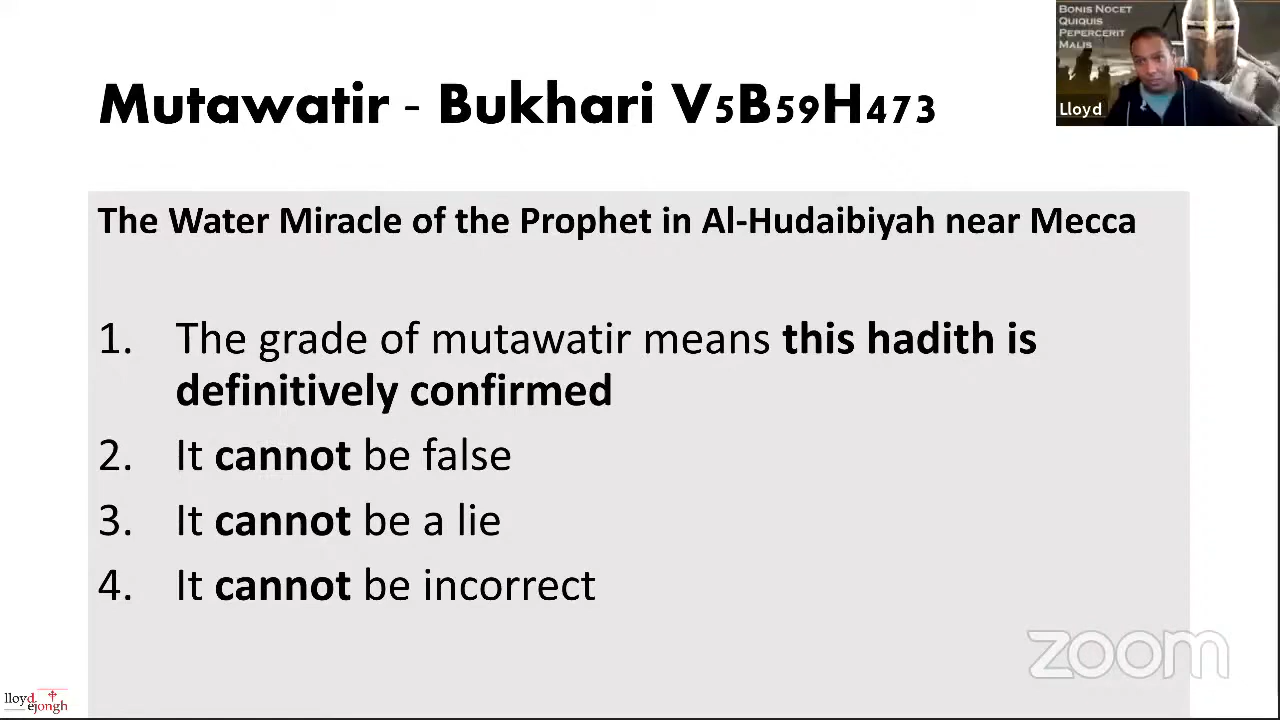 Bonis Nocet
Quiquis
Pepercerit
Malis
Lloyd
Mutawatir - Bukhari V5B59H473
The Water Miracle of the Prophet in Al-Hudaibiyah near Mecca
1. The grade of mutawatir means this hadith is
definitively confirmed
2. It cannot be false
3. It cannot be a lie
4. It cannot be incorrect
zoom
lloyd
ejongh